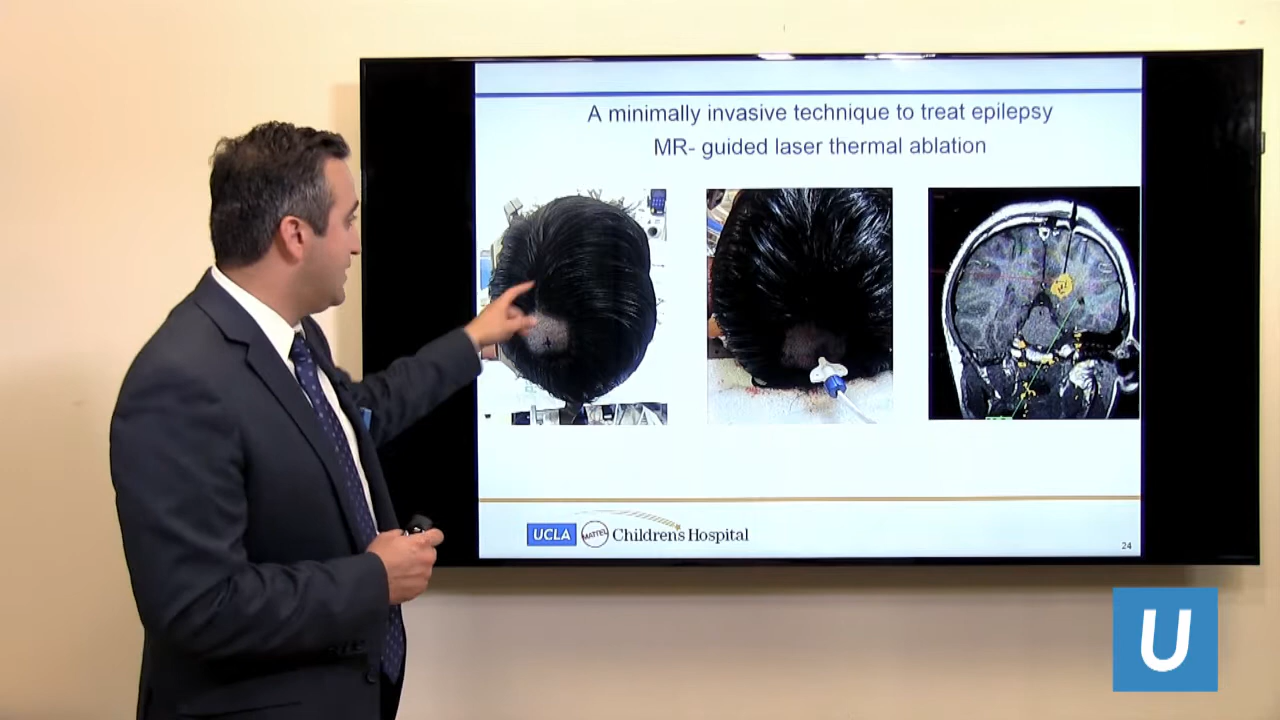 A minimally invasive technique to treat epilepsy
MR- guided laser thermal ablation
UCLA MATTEL Children's Hospital
24
U